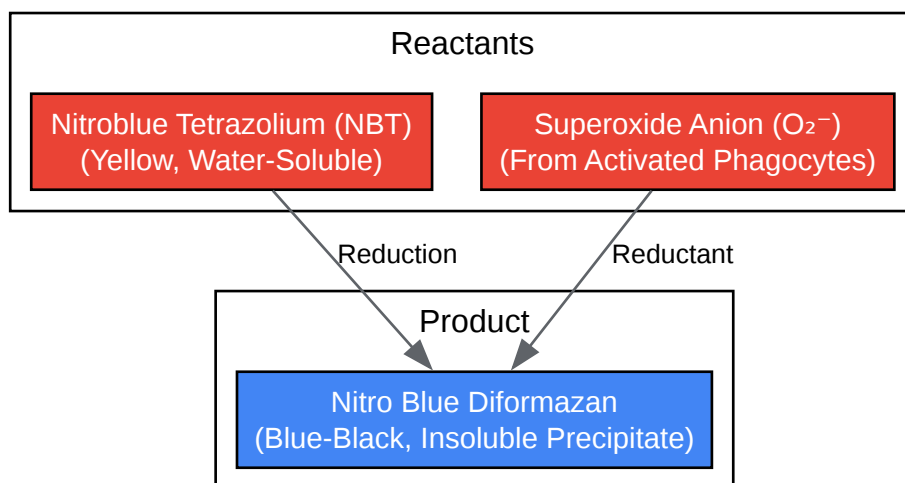 Reactants
Nitroblue Tetrazolium (NBT)
(Yellow, Water-Soluble)
Superoxide Anion (O₂⁻)
(From Activated Phagocytes)
Reduction
Reductant
Product
Nitro Blue Diformazan
(Blue-Black, Insoluble Precipitate)